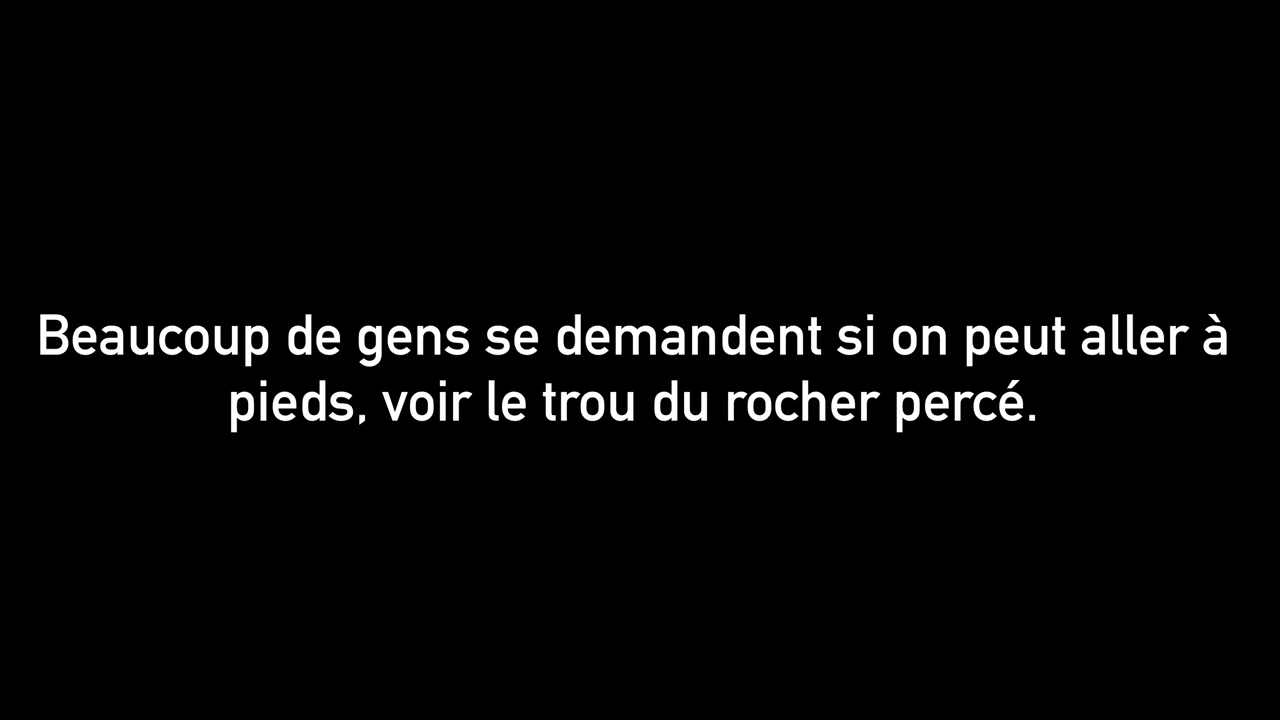 Beaucoup de gens se demandent si on peut aller à
pieds, voir le trou du rocher percé.